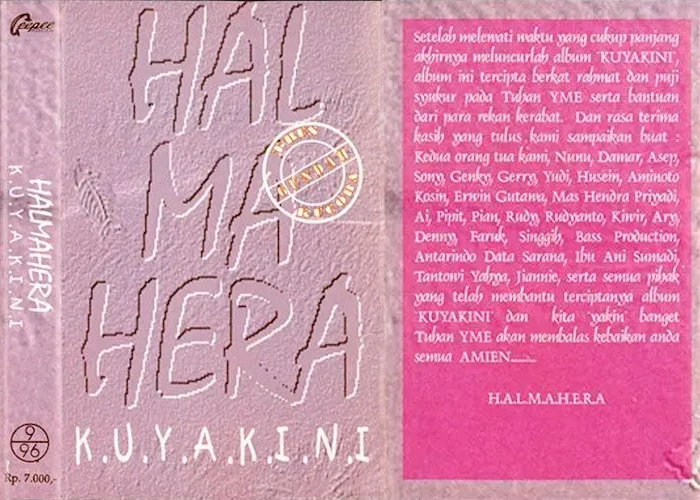 Geepee
HALMAHERA
K.U.Y.A.K.I.N.I
9
96
Rp. 7.000,-
HAL
MA
HERA
K.U.Y.A.K.I.N.I
Setelah melewati waktu yang cukup panjang
akhirnya meluncurlah album "KUYAKINI",
album ini tercipta berkat rahmat dan puji
syukur pada Tuhan YME serta bantuan
dari para rekan kerabat. Dan rasa terima
kasih yang tulus kami sampaikan buat :
Kedua orang tua kami, Nunu, Damar, Asep,
Sony, Genky, Gerry, Yudi, Husein, Aminoto
Kosin, Erwin Gutawa, Mas Hendra Priyadi,
Ai, Pipit, Pian, Rudy, Rudyanto, Kiwir, Ary,
Denny, Faruk, Singgih, Bass Production,
Antarindo Data Sarana, Ibu Ani Sumadi,
Tantowi Yahya, Jiannie, serta semua pihak
yang telah membantu terciptanya album
"KUYAKINI" dan kita "yakin" banget
Tuhan YME akan membalas kebaikan anda
semua AMIEN......
H.A.L.M.A.H.E.R.A